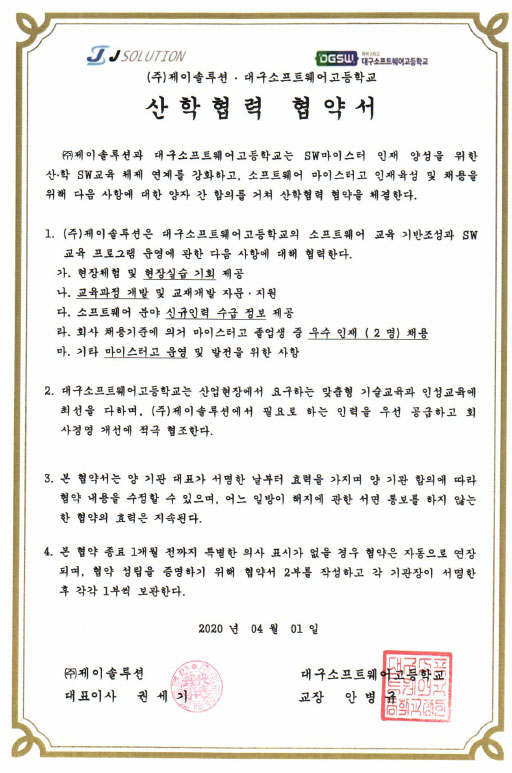 J SOLUTION
DGSW 대구소프트웨어고등학교
(주)제이솔루션 · 대구소프트웨어고등학교
산학협력 협약서
㈜제이솔루션과 대구소프트웨어고등학교는 SW마이스터 인재 양성을 위한
산·학 SW교육 체제 연계를 강화하고, 소프트웨어 마이스터고 인재육성 및 채용을
위해 다음 사항에 대한 양자 간 합의를 거쳐 산학협력 협약을 체결한다.
1. (주)제이솔루션은 대구소프트웨어고등학교의 소프트웨어 교육 기반조성과 SW
교육 프로그램 운영에 관한 다음 사항에 대해 협력한다.
가. 현장체험 및 현장실습 기회 제공
나. 교육과정 개발 및 교재개발 자문·지원
다. 소프트웨어 분야 신규인력 수급 정보 제공
라. 회사 채용기준에 의거 마이스터고 졸업생 중 우수 인재 ( 2 명) 채용
마. 기타 마이스터고 운영 및 발전을 위한 사항
2. 대구소프트웨어고등학교는 산업현장에서 요구하는 맞춤형 기술교육과 인성교육에
최선을 다하며, (주)제이솔루션에서 필요로 하는 인력을 우선 공급하고 회
사경영 개선에 적극 협조한다.
3. 본 협약서는 양 기관 대표가 서명한 날부터 효력을 가지며 양 기관 합의에 따라
협약 내용을 수정할 수 있으며, 어느 일방이 해지에 관한 서면 통보를 하지 않는
한 협약의 효력은 지속된다.
4. 본 협약 종료 1개월 전까지 특별한 의사 표시가 없을 경우 협약은 자동으로 연장
되며, 협약 성립을 증명하기 위해 협약서 2부를 작성하고 각 기관장이 서명한
후 각각 1부씩 보관한다.
2020 년 04 월 01 일
㈜제이솔루션 대구소프트웨어고등학교
대표이사 권세기 교장 안병규